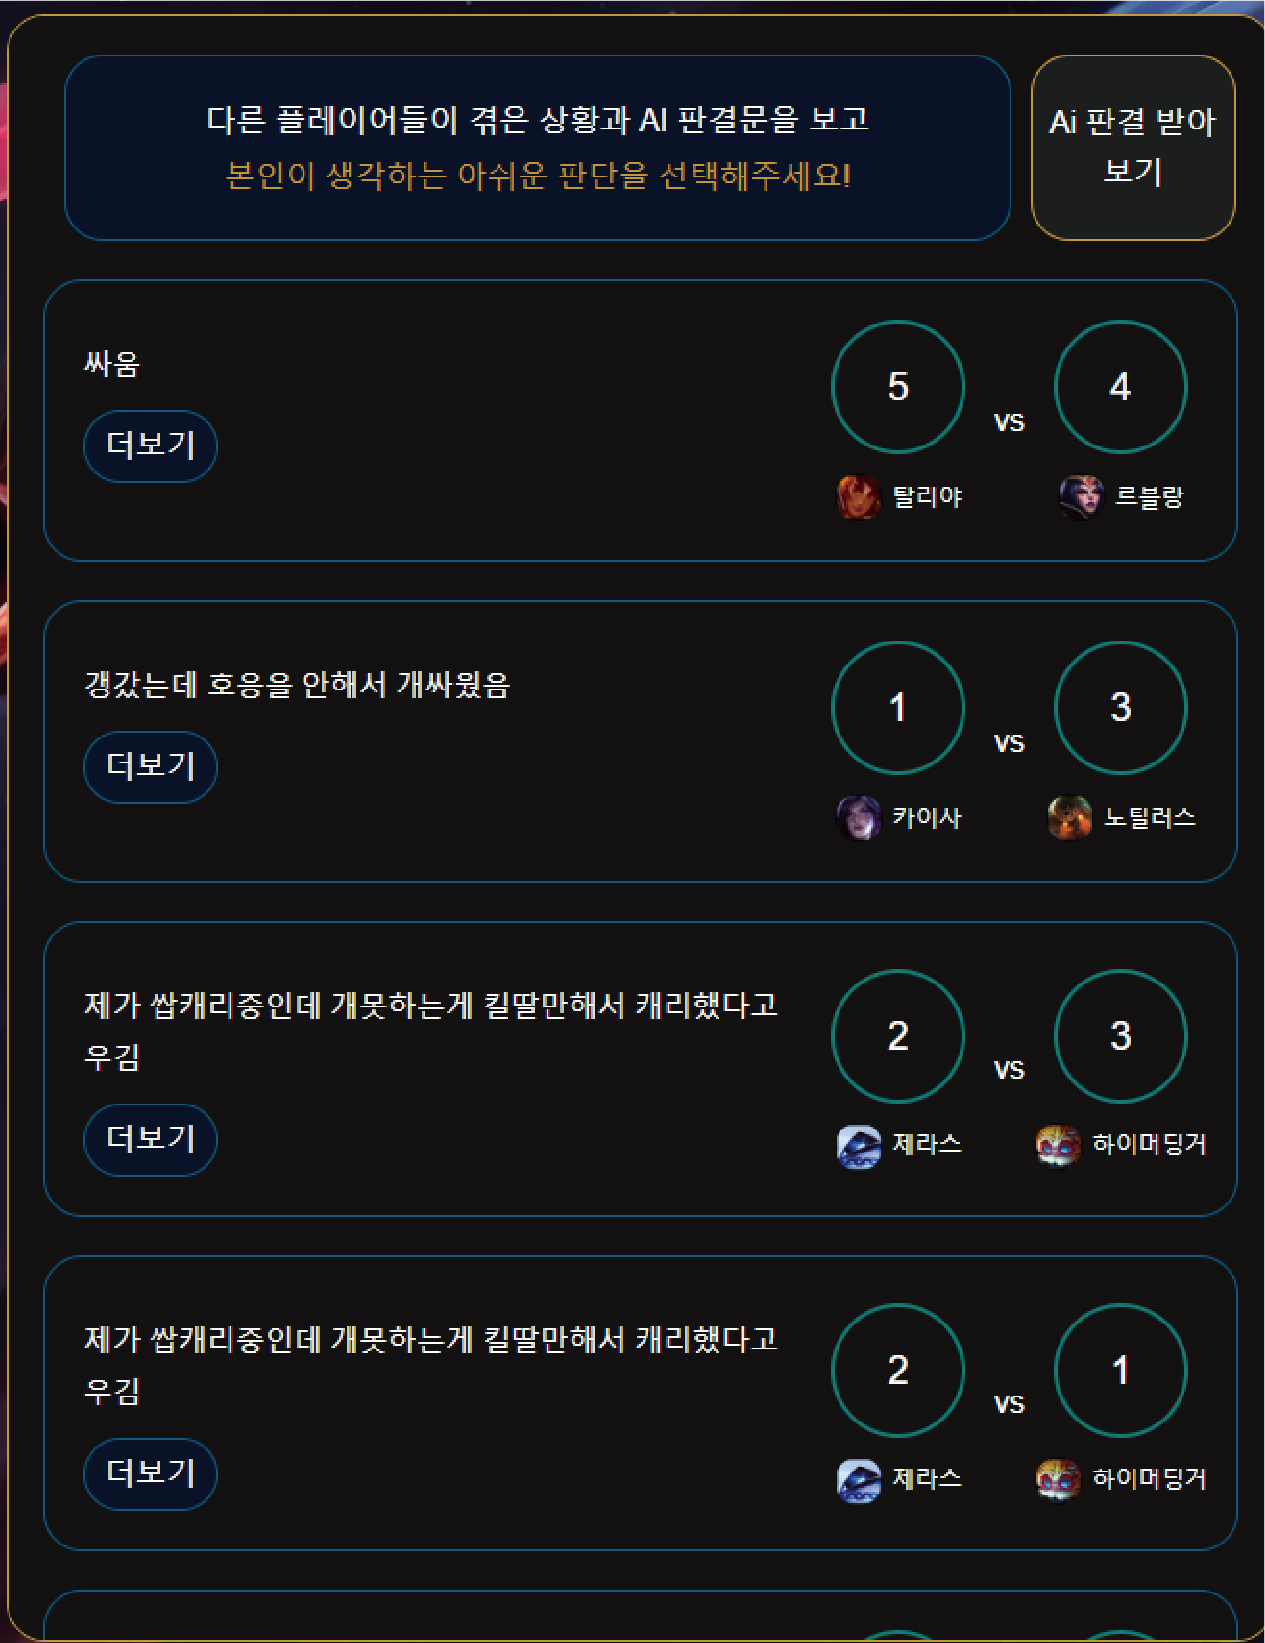 다른 플레이어들이 겪은 상황과 AI 판결문을 보고
본인이 생각하는 아쉬운 판단을 선택해주세요!
Ai 판결 받아
보기
싸움
더보기
5
vs
4
탈리야
르블랑
갱갔는데 호응을 안해서 개싸웠음
더보기
1
vs
3
카이사
노틸러스
제가 쌉캐리중인데 개못하는게 킬딸만해서 캐리했다고
우김
더보기
2
vs
3
제라스
하이머딩거
제가 쌉캐리중인데 개못하는게 킬딸만해서 캐리했다고
우김
더보기
2
vs
1
제라스
하이머딩거